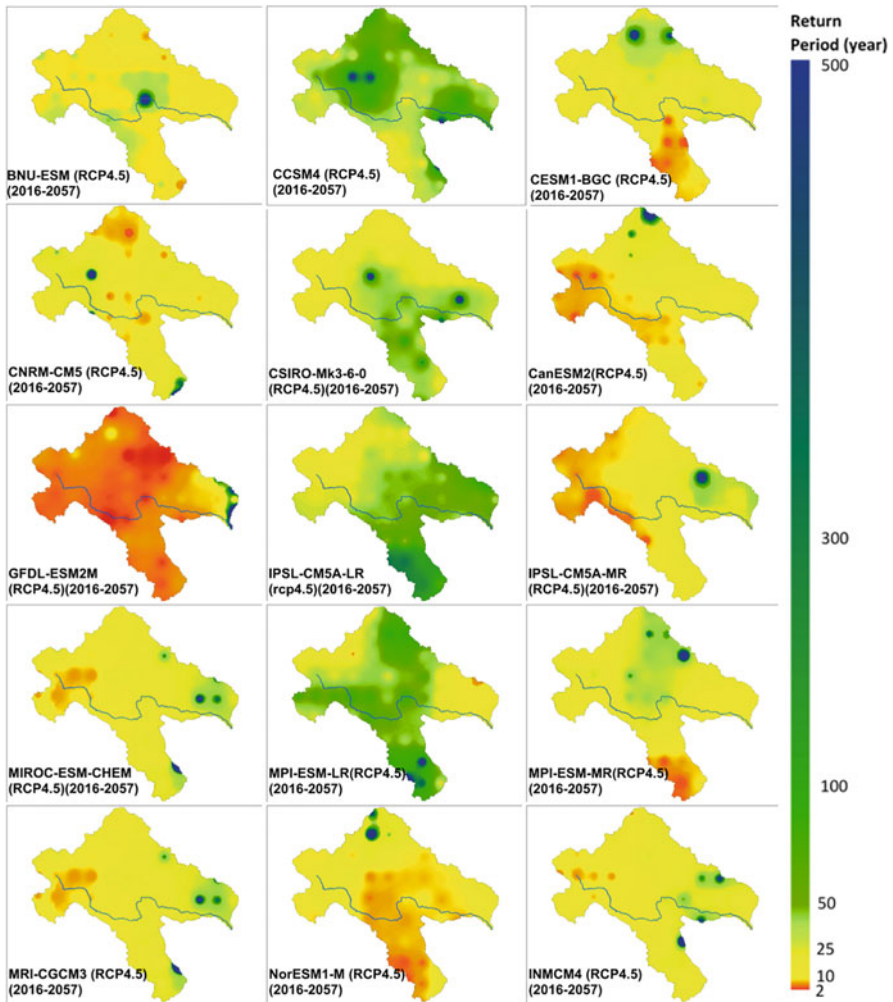 Return
Period (year)
500
BNU-ESM (RCP4.5)
(2016-2057)
CCSM4 (RCP4.5)
(2016-2057)
CESM1-BGC (RCP4.5)
(2016-2057)
CNRM-CM5 (RCP4.5)
(2016-2057)
CSIRO-Mk3-6-0
(RCP4.5)(2016-2057)
CanESM2(RCP4.5)
(2016-2057)
GFDL-ESM2M
(RCP4.5)(2016-2057)
IPSL-CM5A-LR
(rcp4.5)(2016-2057)
IPSL-CM5A-MR
(RCP4.5)(2016-2057)
300
MIROC-ESM-CHEM
(RCP4.5)(2016-2057)
MPI-ESM-LR(RCP4.5)
(2016-2057)
MPI-ESM-MR(RCP4.5)
(2016-2057)
100
MRI-CGCM3 (RCP4.5)
(2016-2057)
NorESM1-M (RCP4.5)
(2016-2057)
INMCM4 (RCP4.5)
(2016-2057)
50
25
10
2